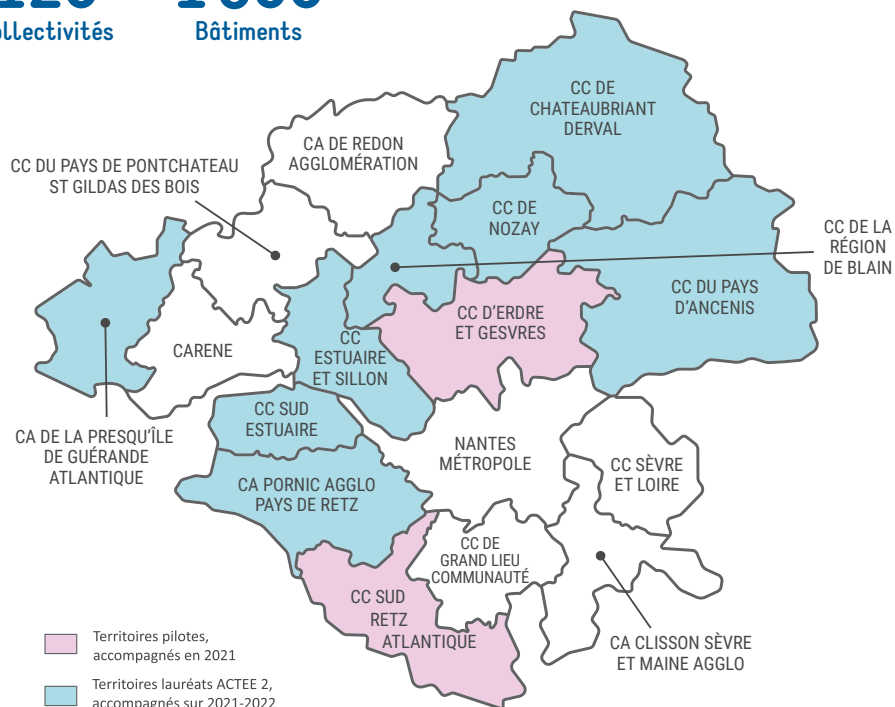 Collectivités
Bâtiments
CC DE
CHATEAUBRIANT
DERVAL
CA DE REDON
AGGLOMÉRATION
CC DU PAYS DE PONTCHATEAU
ST GILDAS DES BOIS
CC DE
NOZAY
CC DE LA
RÉGION
DE BLAIN
CC DU PAYS
D'ANCENIS
CC D'ERDRE
ET GESVRES
CARENE
CC
ESTUAIRE
ET SILLON
CC SUD
ESTUAIRE
CA DE LA PRESQU'ÎLE
DE GUÉRANDE
ATLANTIQUE
NANTES
MÉTROPOLE
CC SÈVRE
ET LOIRE
CA PORNIC AGGLO
PAYS DE RETZ
CC DE
GRAND LIEU
COMMUNAUTÉ
CC SUD
RETZ
ATLANTIQUE
CA CLISSON SÈVRE
ET MAINE AGGLO
Territoires pilotes,
accompagnés en 2021
Territoires lauréats ACTEE 2,
accompagnés sur 2021-2022